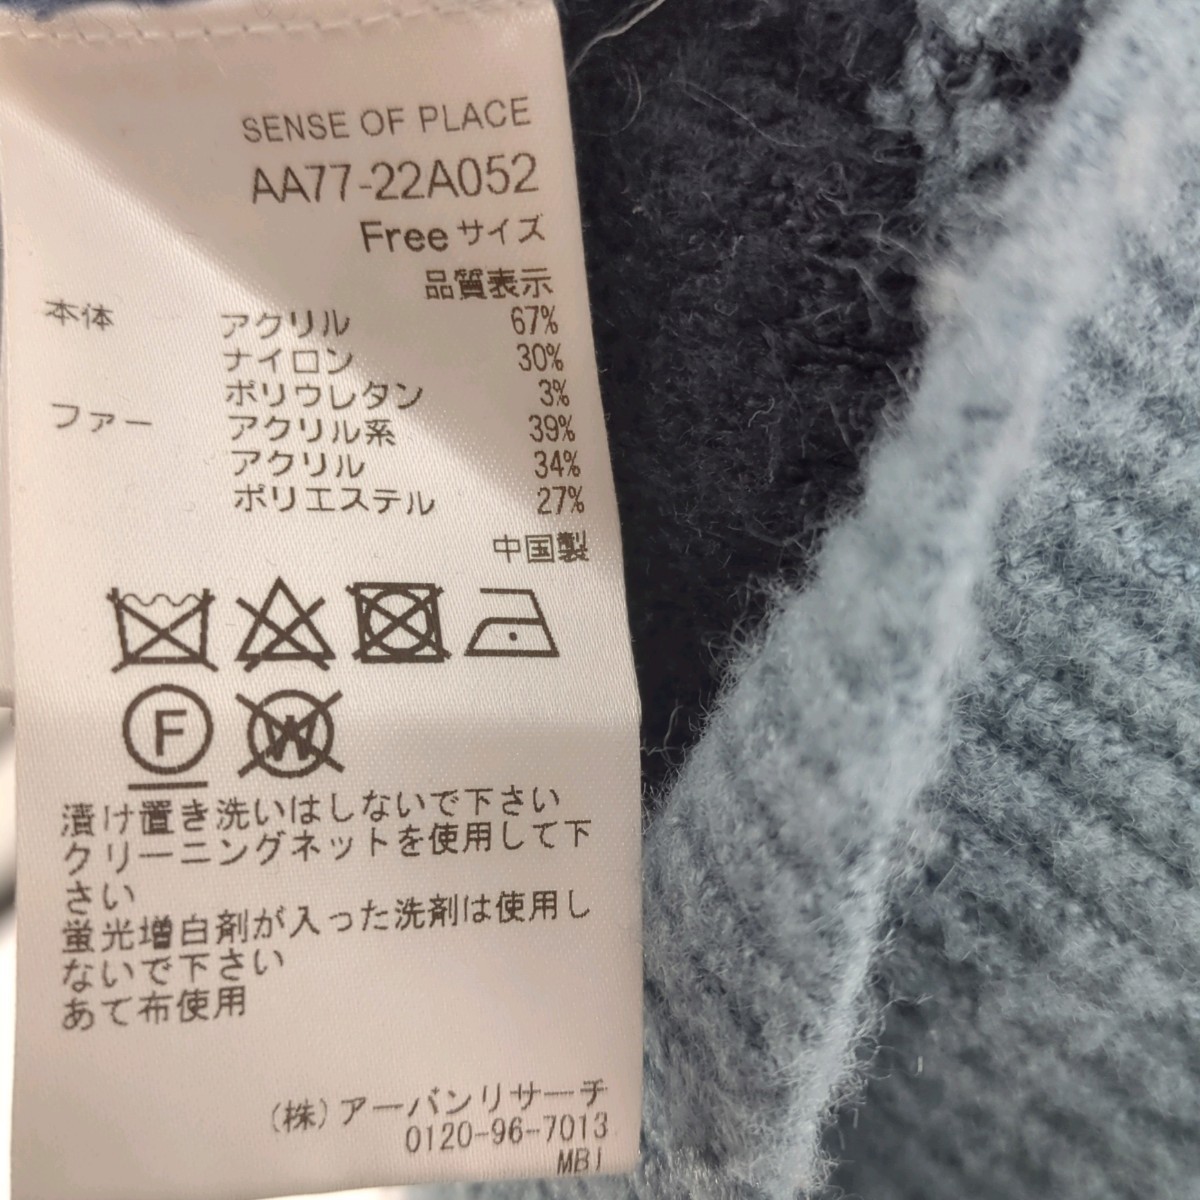 SENSE OF PLACE
AA77-22A052
Freeサイズ
品質表示
本体 アクリル 67%
ナイロン 30%
ポリウレタン 3%
ファー アクリル系 39%
アクリル 34%
ポリエステル 27%
中国製
F W
漬け置き洗いはしないで下さい
クリーニングネットを使用して下
さい
蛍光増白剤が入った洗剤は使用し
ないで下さい
あて布使用
(株)アーバンリサーチ
0120-96-7013
MBI